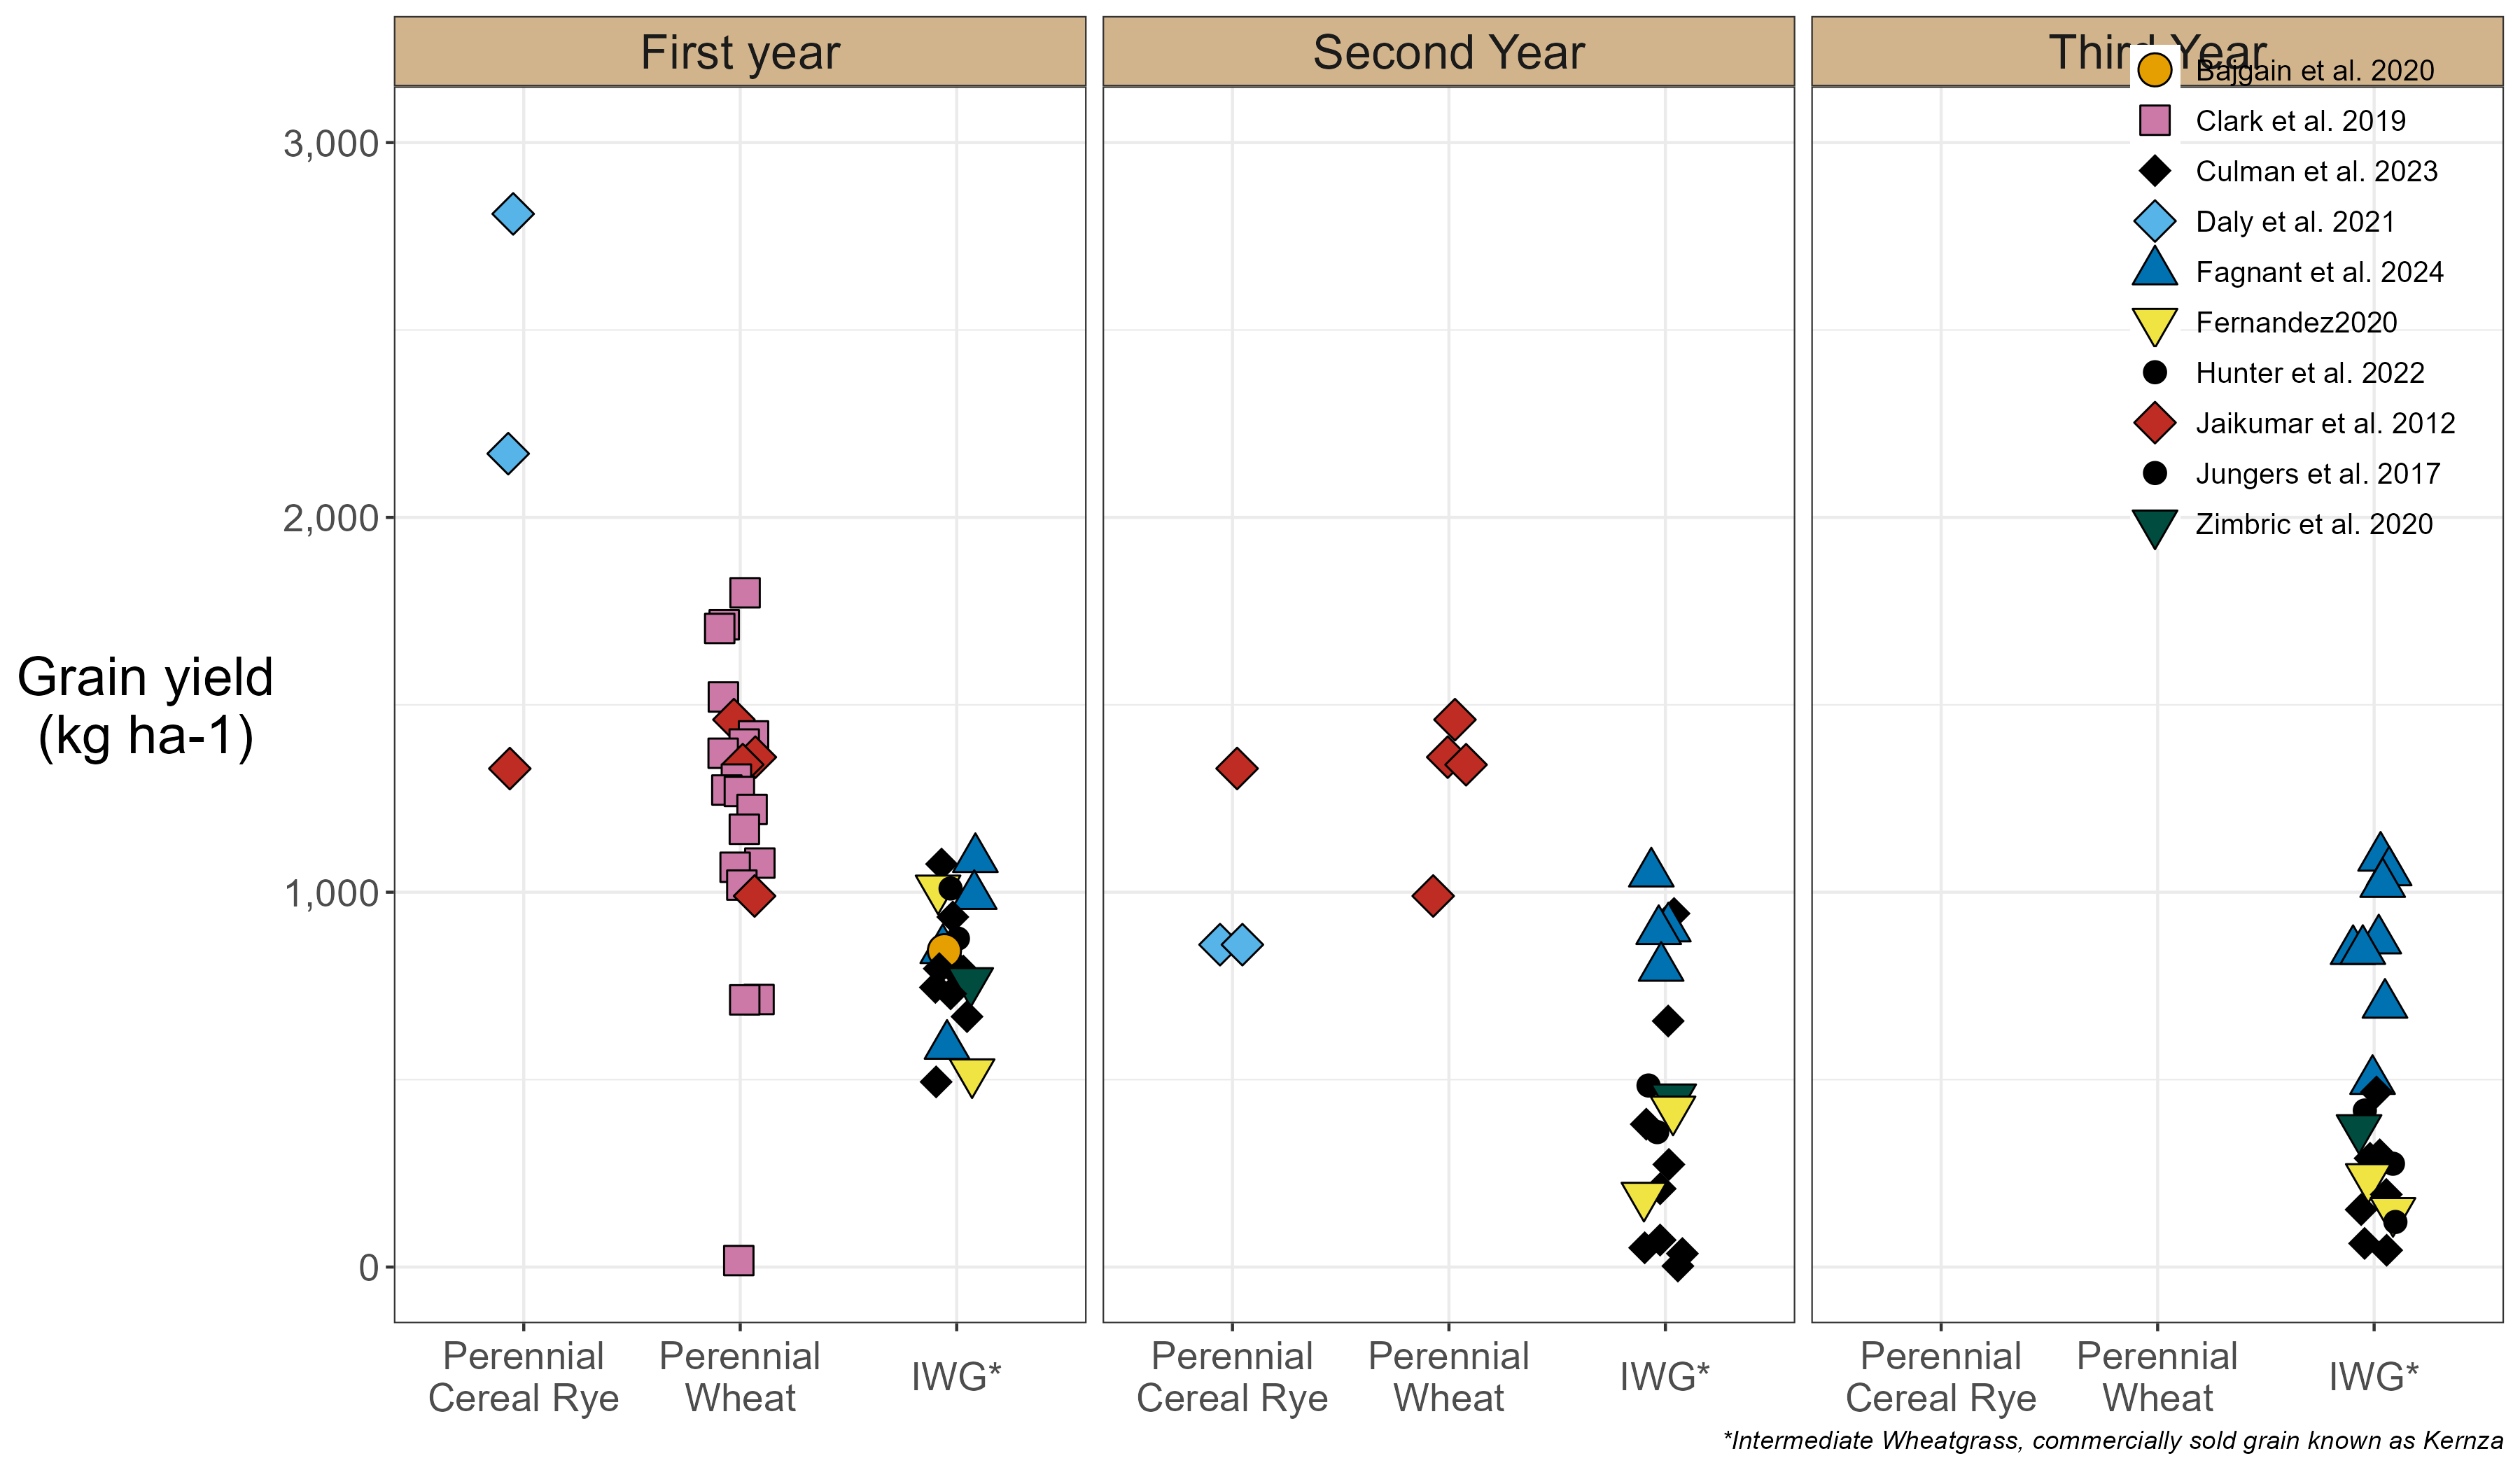 First year
Second Year
Third Year
Bajgain et al. 2020
Clark et al. 2019
Culman et al. 2023
Daly et al. 2021
Fagnant et al. 2024
Fernandez2020
Hunter et al. 2022
Jaikumar et al. 2012
Jungers et al. 2017
Zimbric et al. 2020
3,000
2,000
1,000
0
Grain yield
(kg ha-1)
Perennial
Cereal Rye
Perennial
Wheat
IWG*
Perennial
Cereal Rye
Perennial
Wheat
IWG*
Perennial
Cereal Rye
Perennial
Wheat
IWG*
*Intermediate Wheatgrass, commercially sold grain known as Kernza